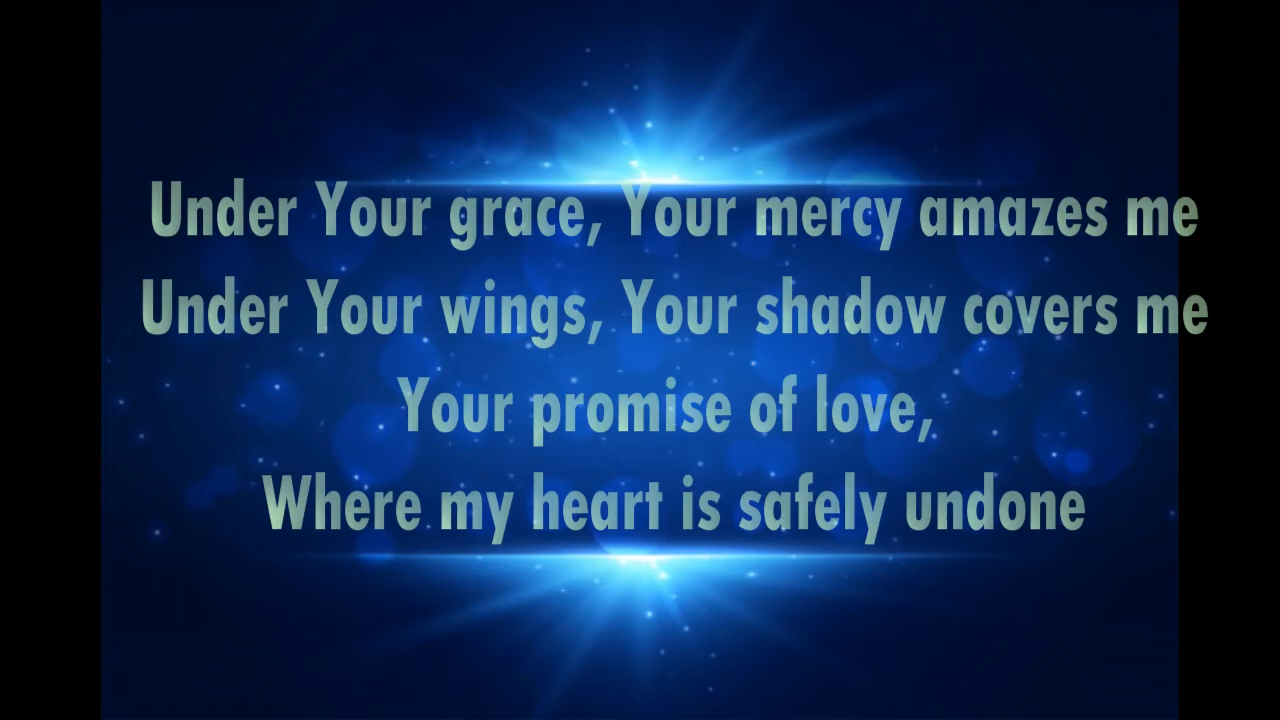 Under Your grace, Your mercy amazes me
Under Your wings, Your shadow covers me
Your promise of love,
Where my heart is safely undone